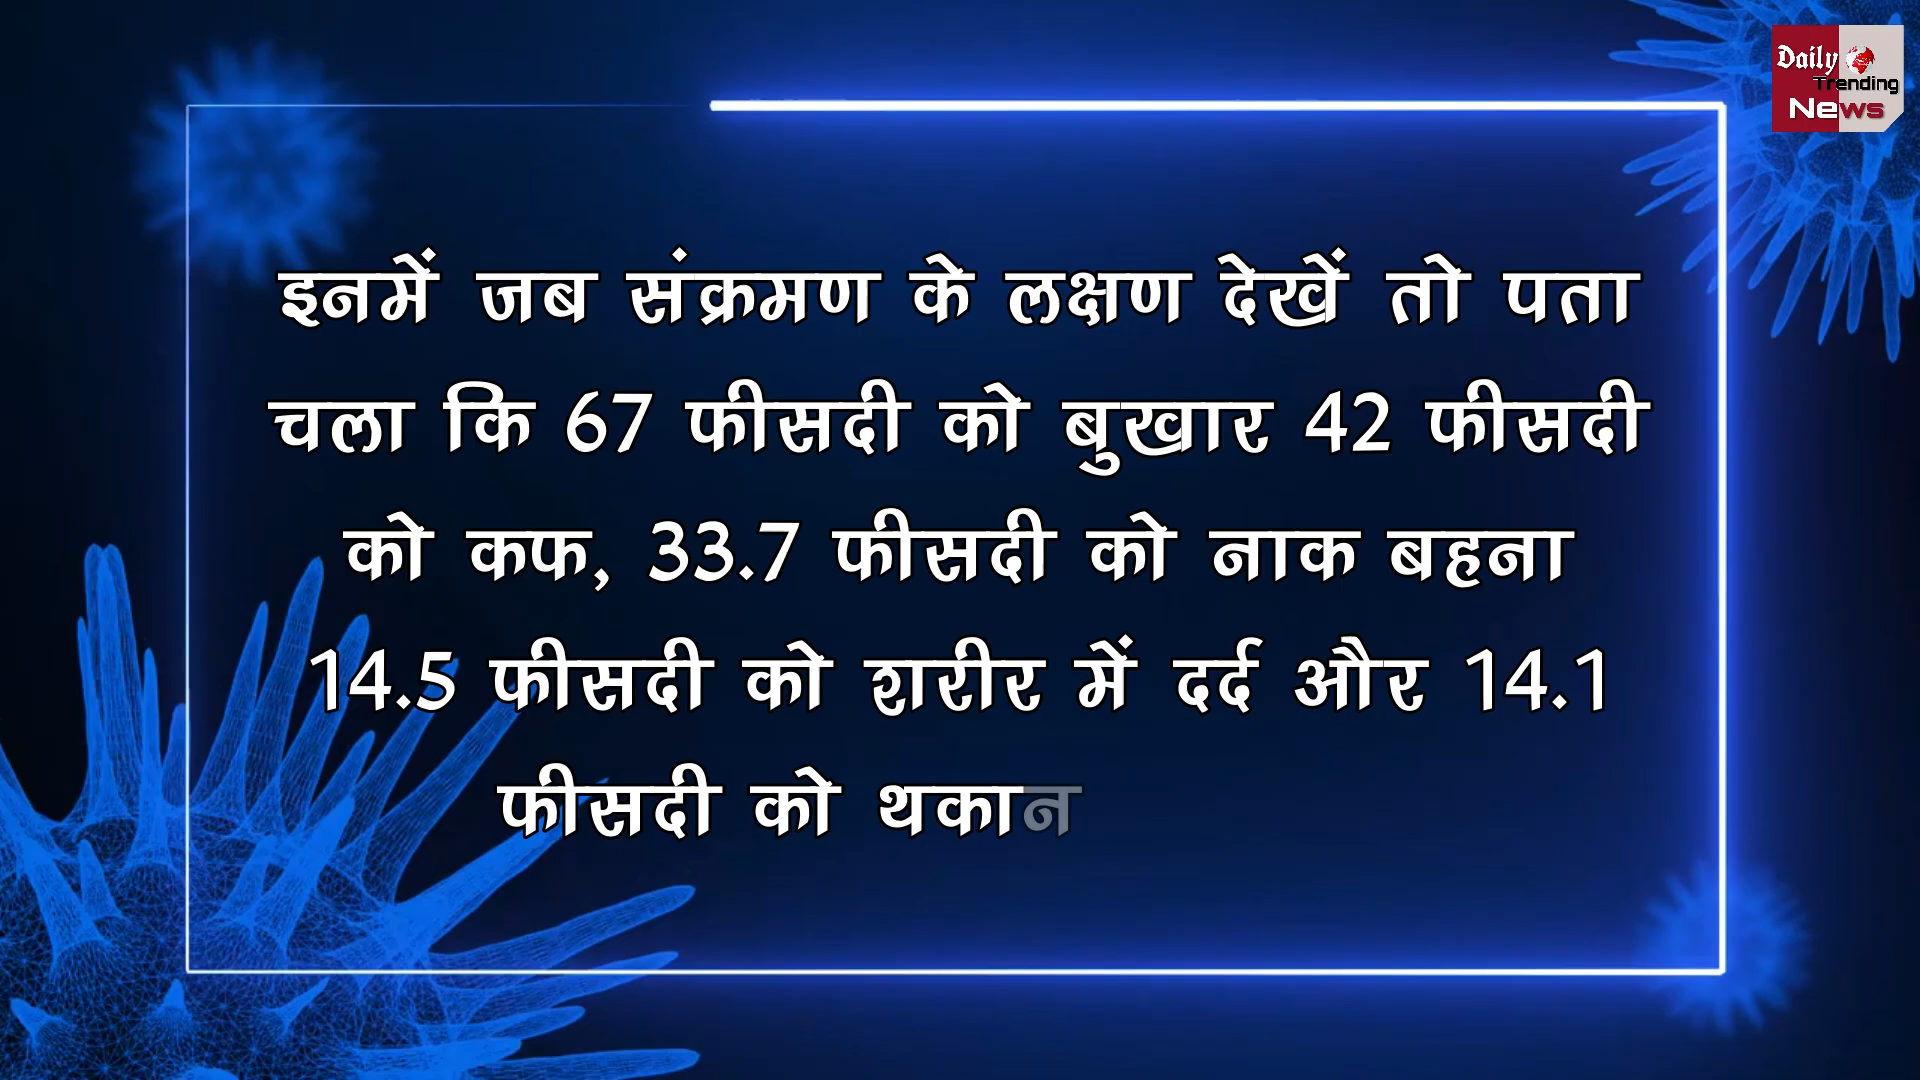 Daily
Trending
News
इनमें जब संक्रमण के लक्षण देखें तो पता
चला कि 67 फीसदी को बुखार 42 फीसदी
को कफ, 33.7 फीसदी को नाक बहना
14.5 फीसदी को शरीर में दर्द और 14.1
फीसदी को थकान